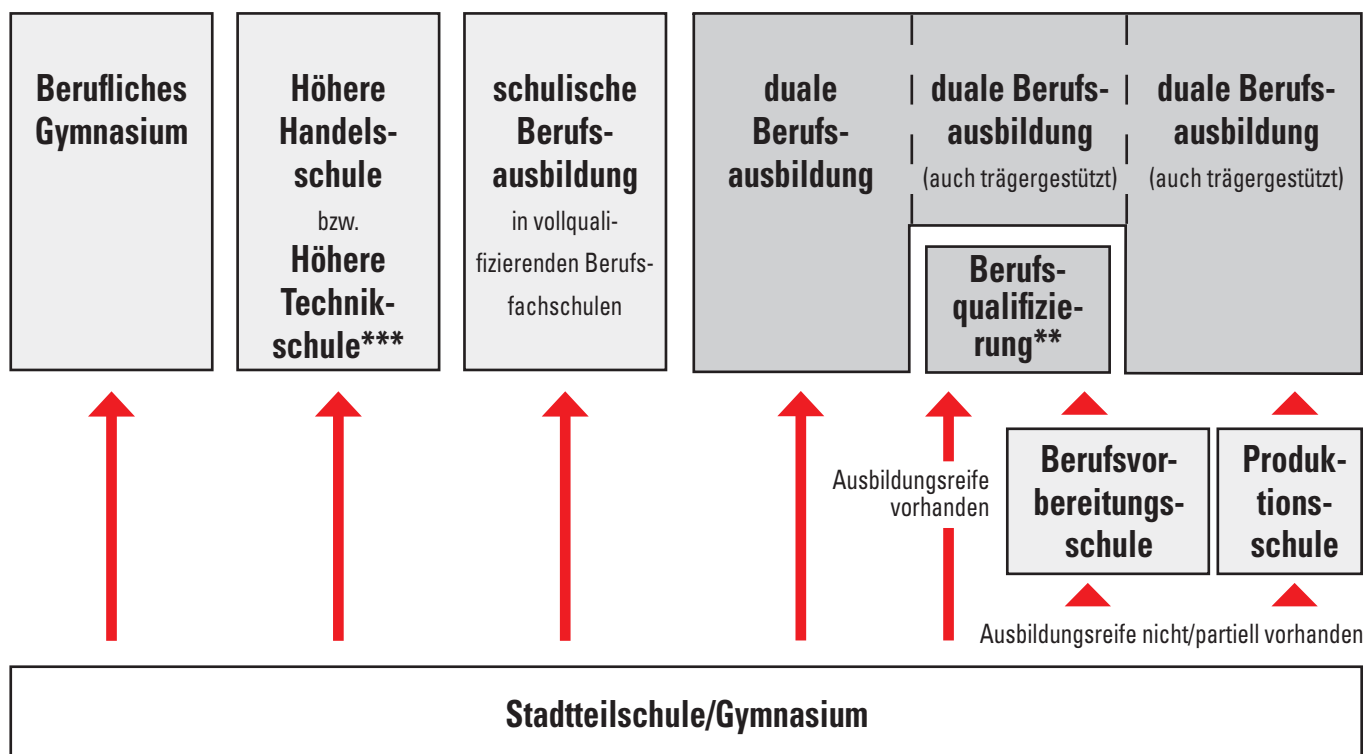 Berufliches
Gymnasium
Höhere
Handels-
schule
bzw.
Höhere
Technik-
schule***
schulische
Berufs-
ausbildung
in vollquali-
fizierenden Berufs-
fachschulen
duale
Berufs-
ausbildung
duale Berufs-
ausbildung
(auch trägergestützt)
duale Berufs-
ausbildung
(auch trägergestützt)
Berufs-
qualifizie-
rung**
Ausbildungsreife
vorhanden
Berufsvor-
bereitungs-
schule
Produk-
tions-
schule
Ausbildungsreife nicht/partiell vorhanden
Stadtteilschule/Gymnasium